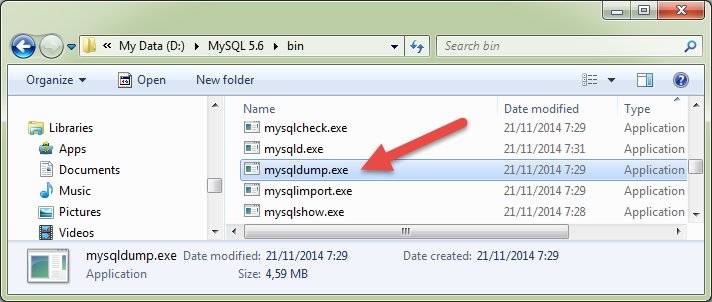 My Data (D:) MySQL 5.6 bin Search bin
Organize Open New folder
Name Date modified Type
Libraries
Apps
Documents
Music
Pictures
Videos
mysqlcheck.exe 21/11/2014 7:29 Application
mysqld.exe 21/11/2014 7:31 Application
mysqldump.exe 21/11/2014 7:29 Application
mysqlimport.exe 21/11/2014 7:29 Application
mysqlshow.exe 21/11/2014 7:28 Application
mysqldump.exe Date modified: 21/11/2014 7:29 Date created: 21/11/2014 7:29
Application Size: 4,59 MB